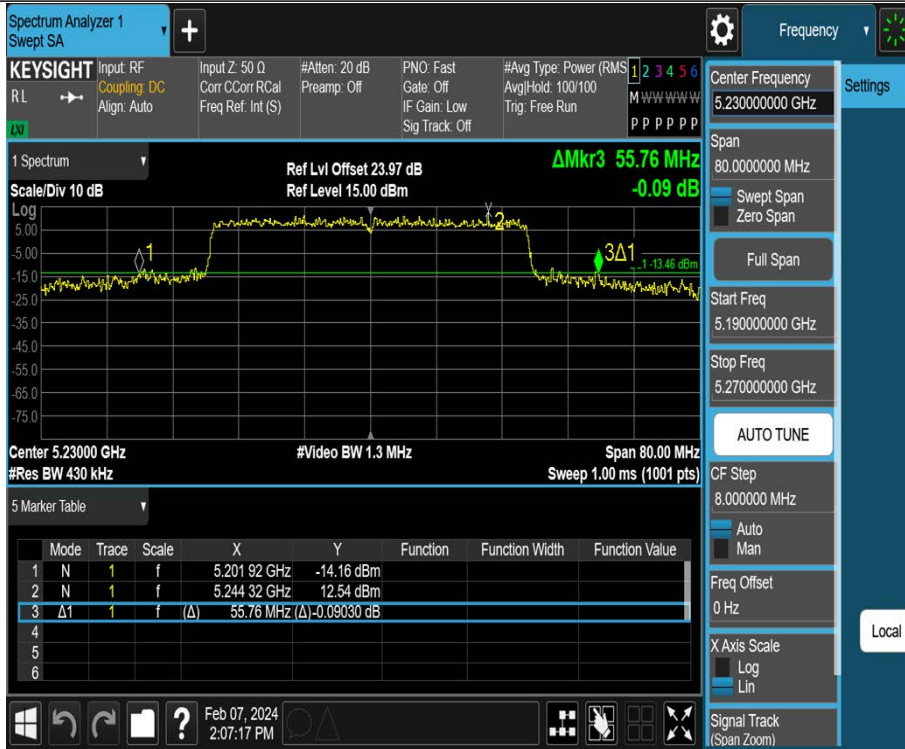 Spectrum Analyzer 1
Swept SA
+
Frequency
KEYSIGHT
R L
LXI
Input: RF
Coupling: DC
Align: Auto
Input Z: 50 Ω
Corr CCorr RCal
Freq Ref: Int (S)
#Atten: 20 dB
Preamp: Off
PNO: Fast
Gate: Off
IF Gain: Low
Sig Track: Off
#Avg Type: Power (RMS
Avg|Hold: 100/100
Trig: Free Run
1 2 3 4 5 6
M W W W W W
P P P P P P
1 Spectrum
Scale/Div 10 dB
Ref Lvl Offset 23.97 dB
Ref Level 15.00 dBm
ΔMkr3 55.76 MHz
-0.09 dB
Log
5.00
-5.00
-15.0
-25.0
-35.0
-45.0
-55.0
-65.0
-75.0
1
2
3Δ1
1 -13.46 dBm
Center 5.23000 GHz
#Video BW 1.3 MHz
Span 80.00 MHz
#Res BW 430 kHz
Sweep 1.00 ms (1001 pts)
5 Marker Table
Mode Trace Scale X Y Function Function Width Function Value
1 N 1 f 5.201 92 GHz -14.16 dBm
2 N 1 f 5.244 32 GHz 12.54 dBm
3 Δ1 1 f (Δ) 55.76 MHz (Δ) -0.09030 dB
4
5
6
?
Feb 07, 2024
2:07:17 PM
Center Frequency
5.230000000 GHz
Span
80.0000000 MHz
Swept Span
Zero Span
Full Span
Start Freq
5.190000000 GHz
Stop Freq
5.270000000 GHz
AUTO TUNE
CF Step
8.000000 MHz
Auto
Man
Freq Offset
0 Hz
X Axis Scale
Log
Lin
Signal Track
(Span Zoom)
Settings
Local